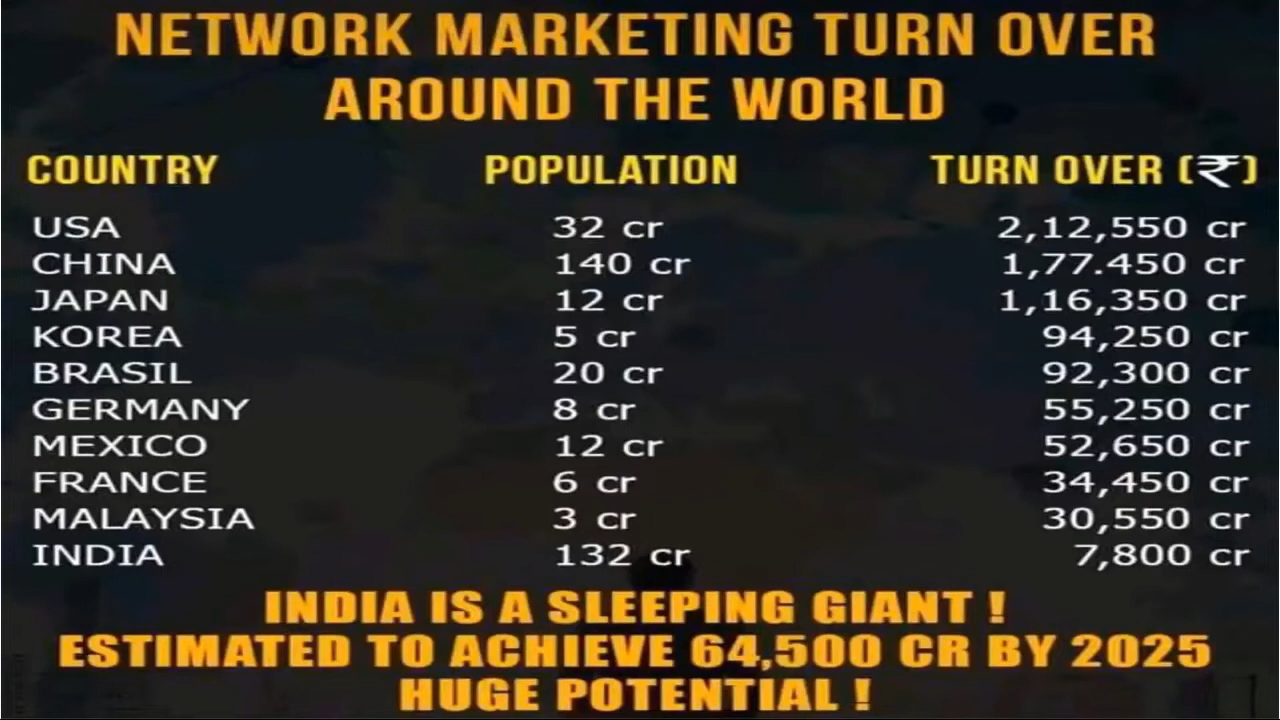 NETWORK MARKETING TURN OVER
AROUND THE WORLD
COUNTRY POPULATION TURN OVER (₹)
USA 32 cr 2,12,550 cr
CHINA 140 cr 1,77.450 cr
JAPAN 12 cr 1,16,350 cr
KOREA 5 cr 94,250 cr
BRASIL 20 cr 92,300 cr
GERMANY 8 cr 55,250 cr
MEXICO 12 cr 52,650 cr
FRANCE 6 cr 34,450 cr
MALAYSIA 3 cr 30,550 cr
INDIA 132 cr 7,800 cr
INDIA IS A SLEEPING GIANT !
ESTIMATED TO ACHIEVE 64,500 CR BY 2025
HUGE POTENTIAL !